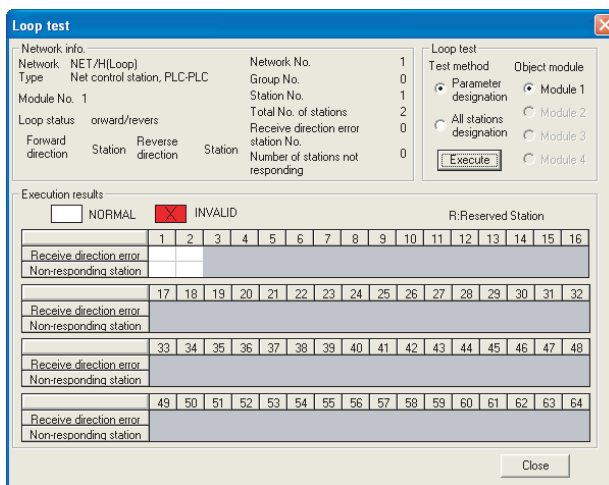 Loop test
Network info.
Network NET/H(Loop)
Type Net control station, PLC-PLC
Module No. 1
Loop status orward/revers
Forward direction Station Reverse direction Station
Network No. 1
Group No. 0
Station No. 1
Total No. of stations 2
Receive direction error station No. 0
Number of stations not responding 0
Loop test
Test method Object module
Parameter designation Module 1
Module 2
All stations designation Module 3
Execute Module 4
Execution results
NORMAL X INVALID R:Reserved Station
1 2 3 4 5 6 7 8 9 10 11 12 13 14 15 16
Receive direction error
Non-responding station
17 18 19 20 21 22 23 24 25 26 27 28 29 30 31 32
Receive direction error
Non-responding station
33 34 35 36 37 38 39 40 41 42 43 44 45 46 47 48
Receive direction error
Non-responding station
49 50 51 52 53 54 55 56 57 58 59 60 61 62 63 64
Receive direction error
Non-responding station
Close